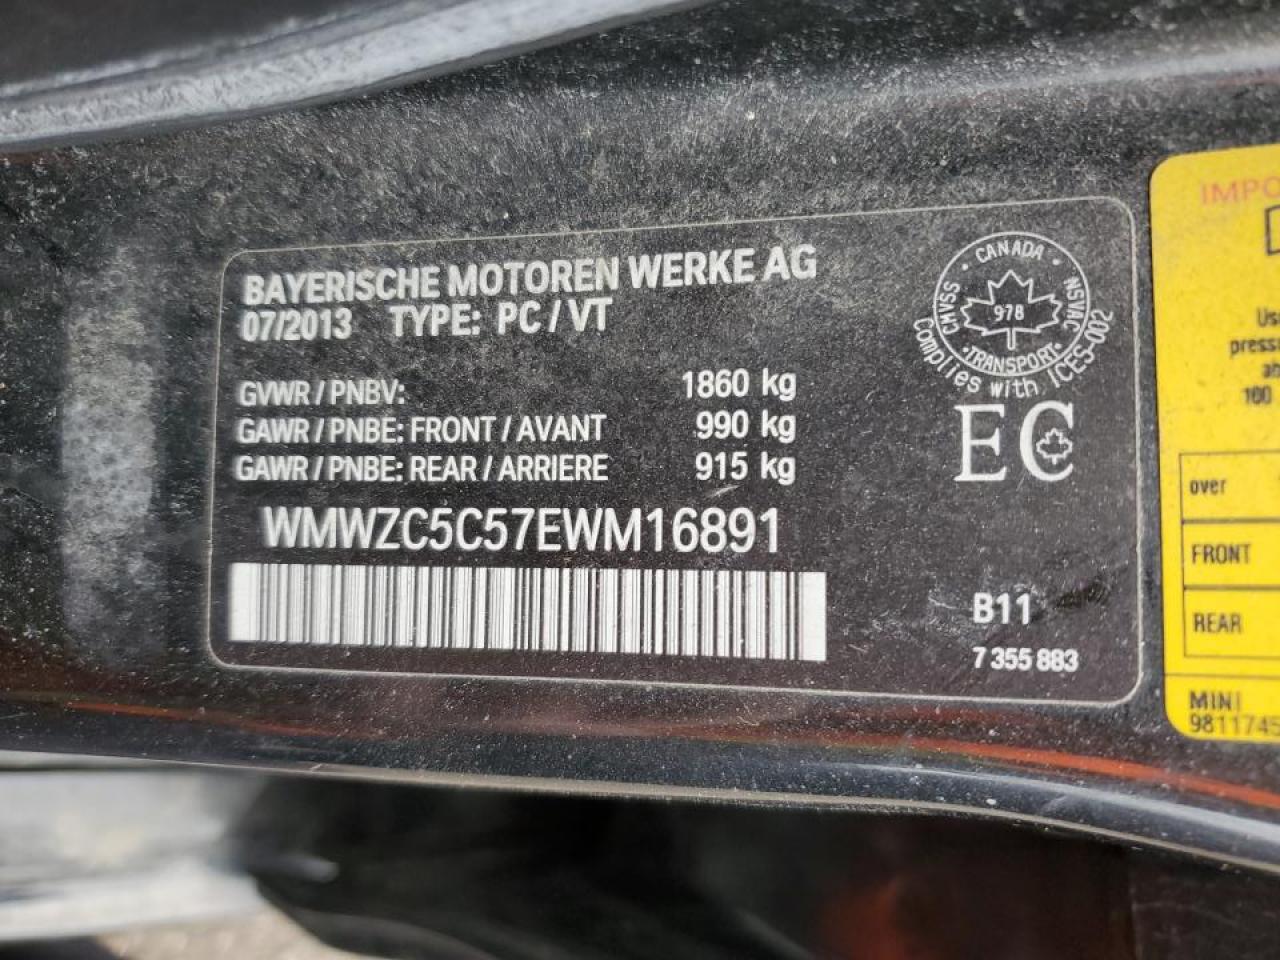 BAYERISCHE MOTOREN WERKE AG
07/2013 TYPE: PC / VT
GVWR / PNBV: 1860 kg
GAWR / PNBE: FRONT / AVANT 990 kg
GAWR / PNBE: REAR / ARRIERE 915 kg
WMWZC5C57EWM16891
CANADA
CMVSS 978 NSVAC
TRANSPORT
Complies with ICES-002
EC
B11
7 355 883
over
FRONT
REAR
MINI